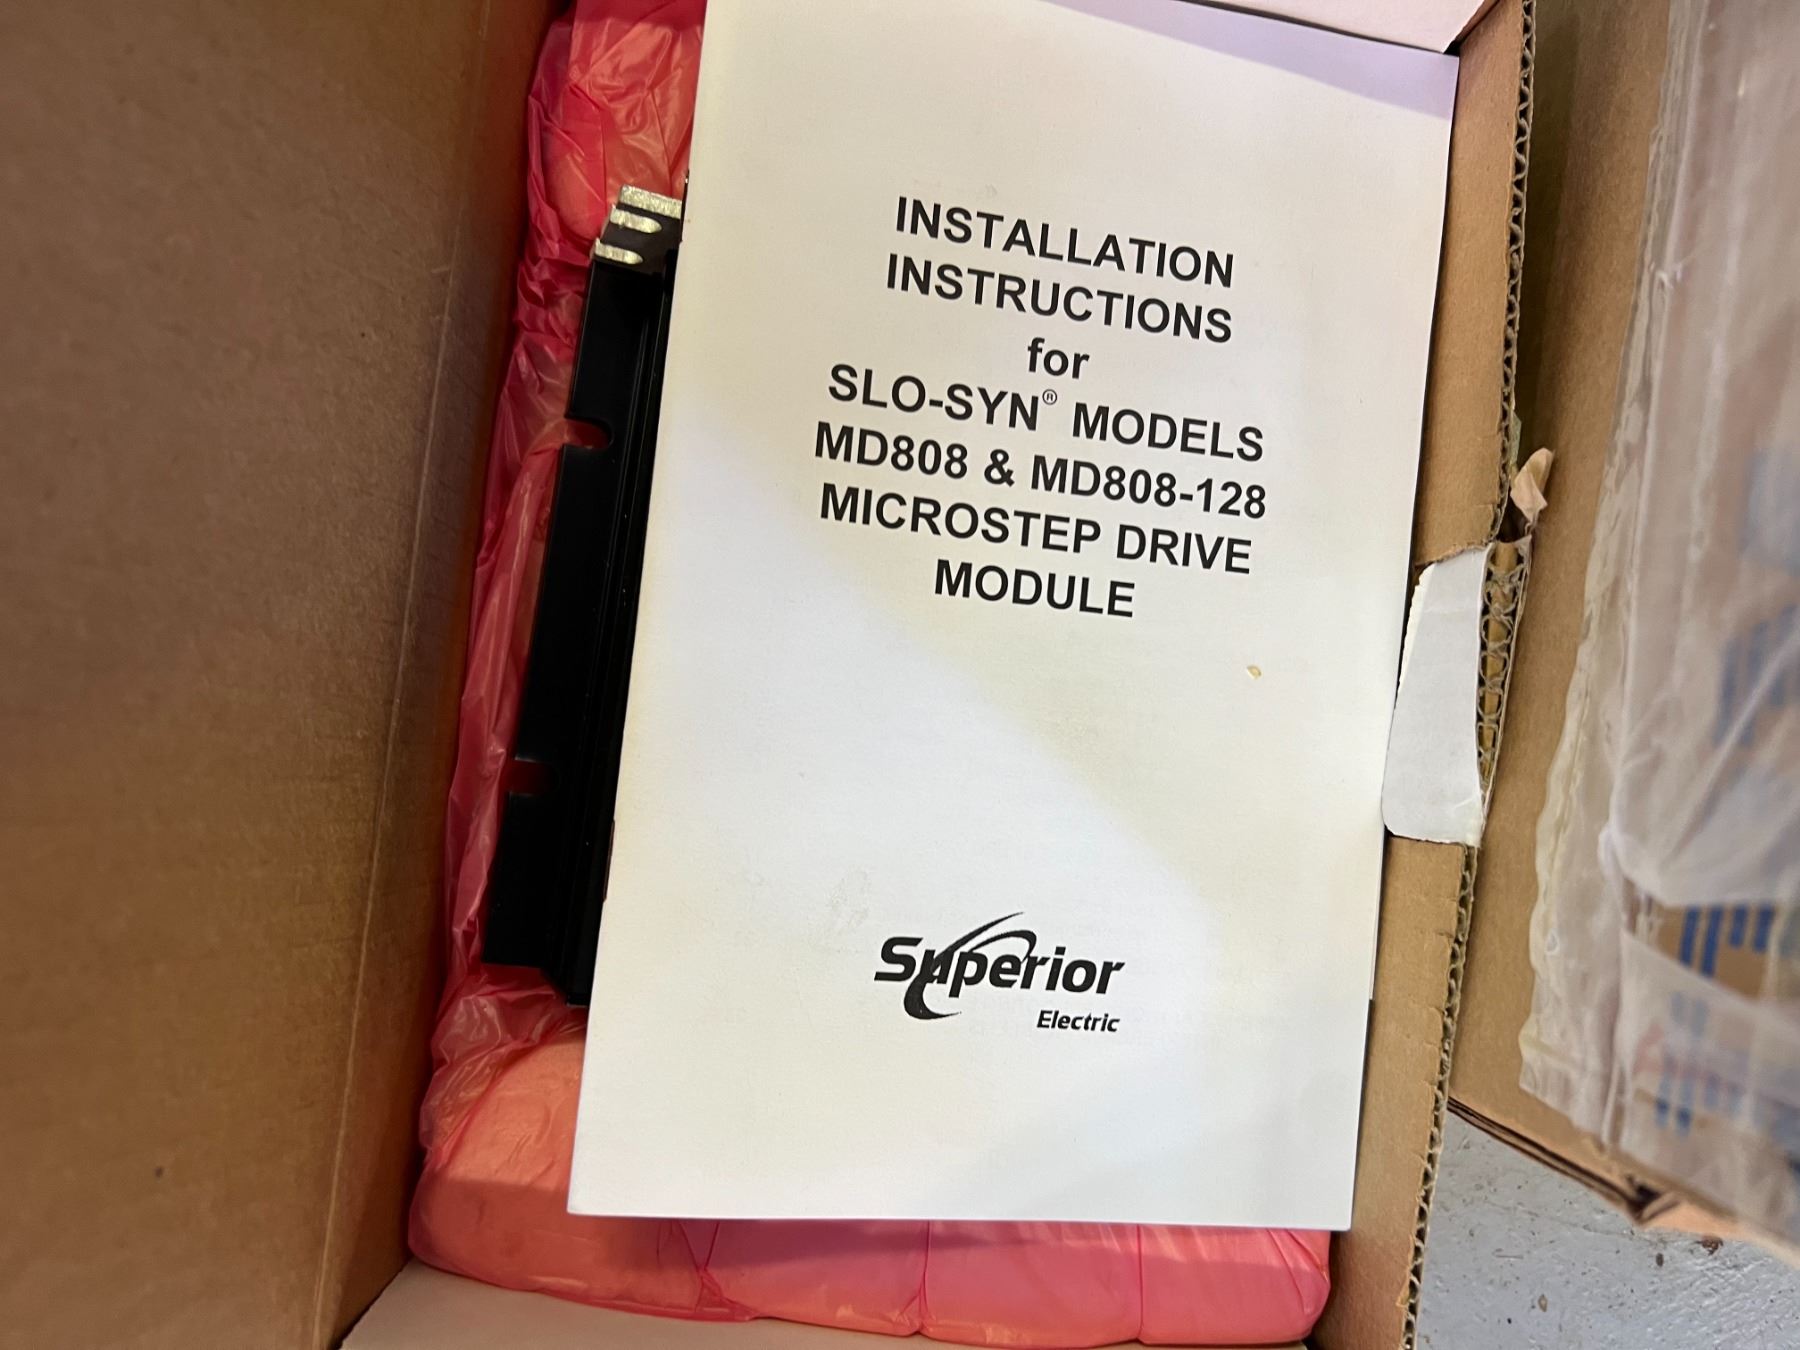 INSTALLATION
INSTRUCTIONS
for
SLO-SYN® MODELS
MD808 & MD808-128
MICROSTEP DRIVE
MODULE
Superior
Electric